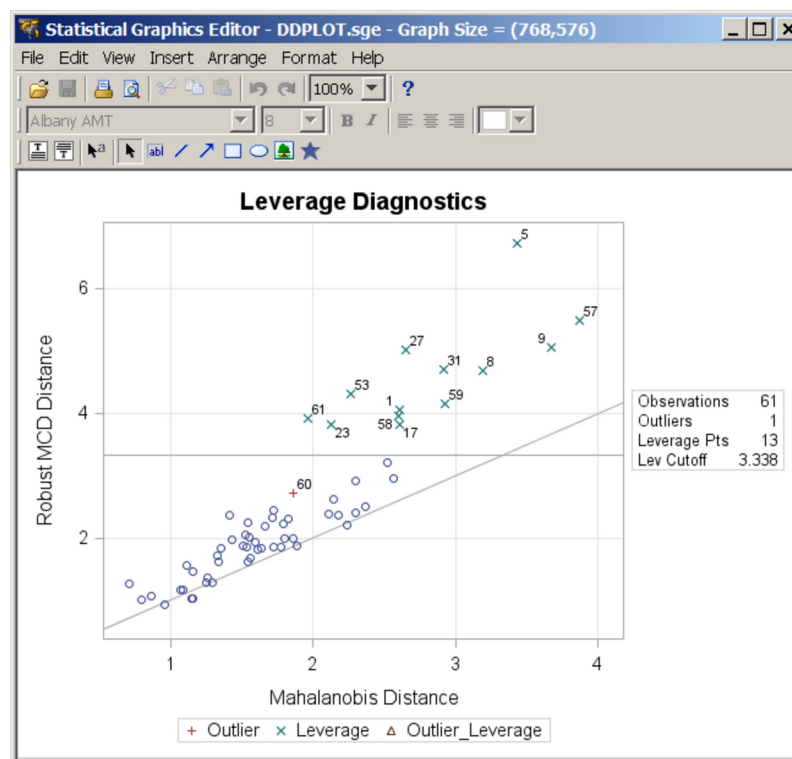 Statistical Graphics Editor - DDPLOT.sge - Graph Size = (768,576)
File Edit View Insert Arrange Format Help
100% ?
Albany AMT 8 B I
T T a abl
Leverage Diagnostics
5
6
57
9
27
31 8
53
59
1
61
4
58 17
23
Observations 61
Outliers 1
Leverage Pts 13
Lev Cutoff 3.338
60
2
Robust MCD Distance
1 2 3 4
Mahalanobis Distance
+ Outlier × Leverage △ Outlier_Leverage